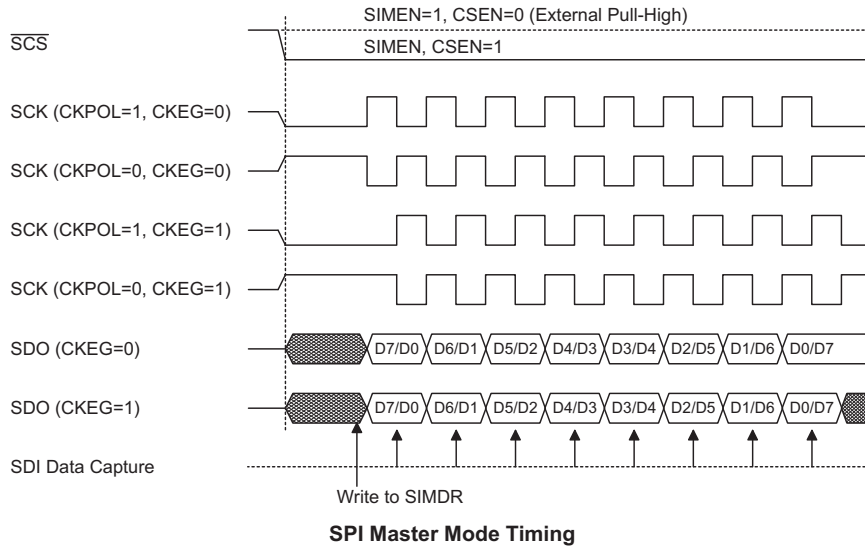 SIMEN=1, CSEN=0 (External Pull-High)
SCS
SIMEN, CSEN=1
SCK (CKPOL=1, CKEG=0)
SCK (CKPOL=0, CKEG=0)
SCK (CKPOL=1, CKEG=1)
SCK (CKPOL=0, CKEG=1)
SDO (CKEG=0) D7/D0 D6/D1 D5/D2 D4/D3 D3/D4 D2/D5 D1/D6 D0/D7
SDO (CKEG=1) D7/D0 D6/D1 D5/D2 D4/D3 D3/D4 D2/D5 D1/D6 D0/D7
SDI Data Capture
Write to SIMDR
SPI Master Mode Timing